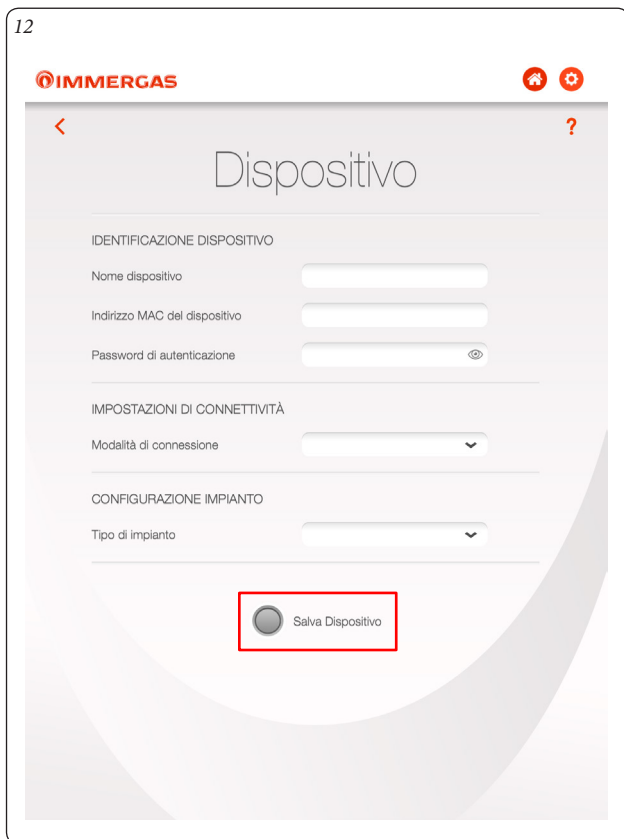 12
IMMERGAS
?
Dispositivo
IDENTIFICAZIONE DISPOSITIVO
Nome dispositivo
Indirizzo MAC del dispositivo
Password di autenticazione
IMPOSTAZIONI DI CONNETTIVITÀ
Modalità di connessione
CONFIGURAZIONE IMPIANTO
Tipo di impianto
Salva Dispositivo